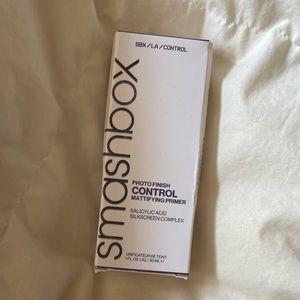 SBX/LA/CONTROL
smashbox
PHOTO FINISH
CONTROL
MATTIFYING PRIMER
SALICYLIC ACID
SILKSCREEN COMPLEX
UNIFICATEUR DE TEINT
1 FL.OZ.LIQ. / 30 ML ℮